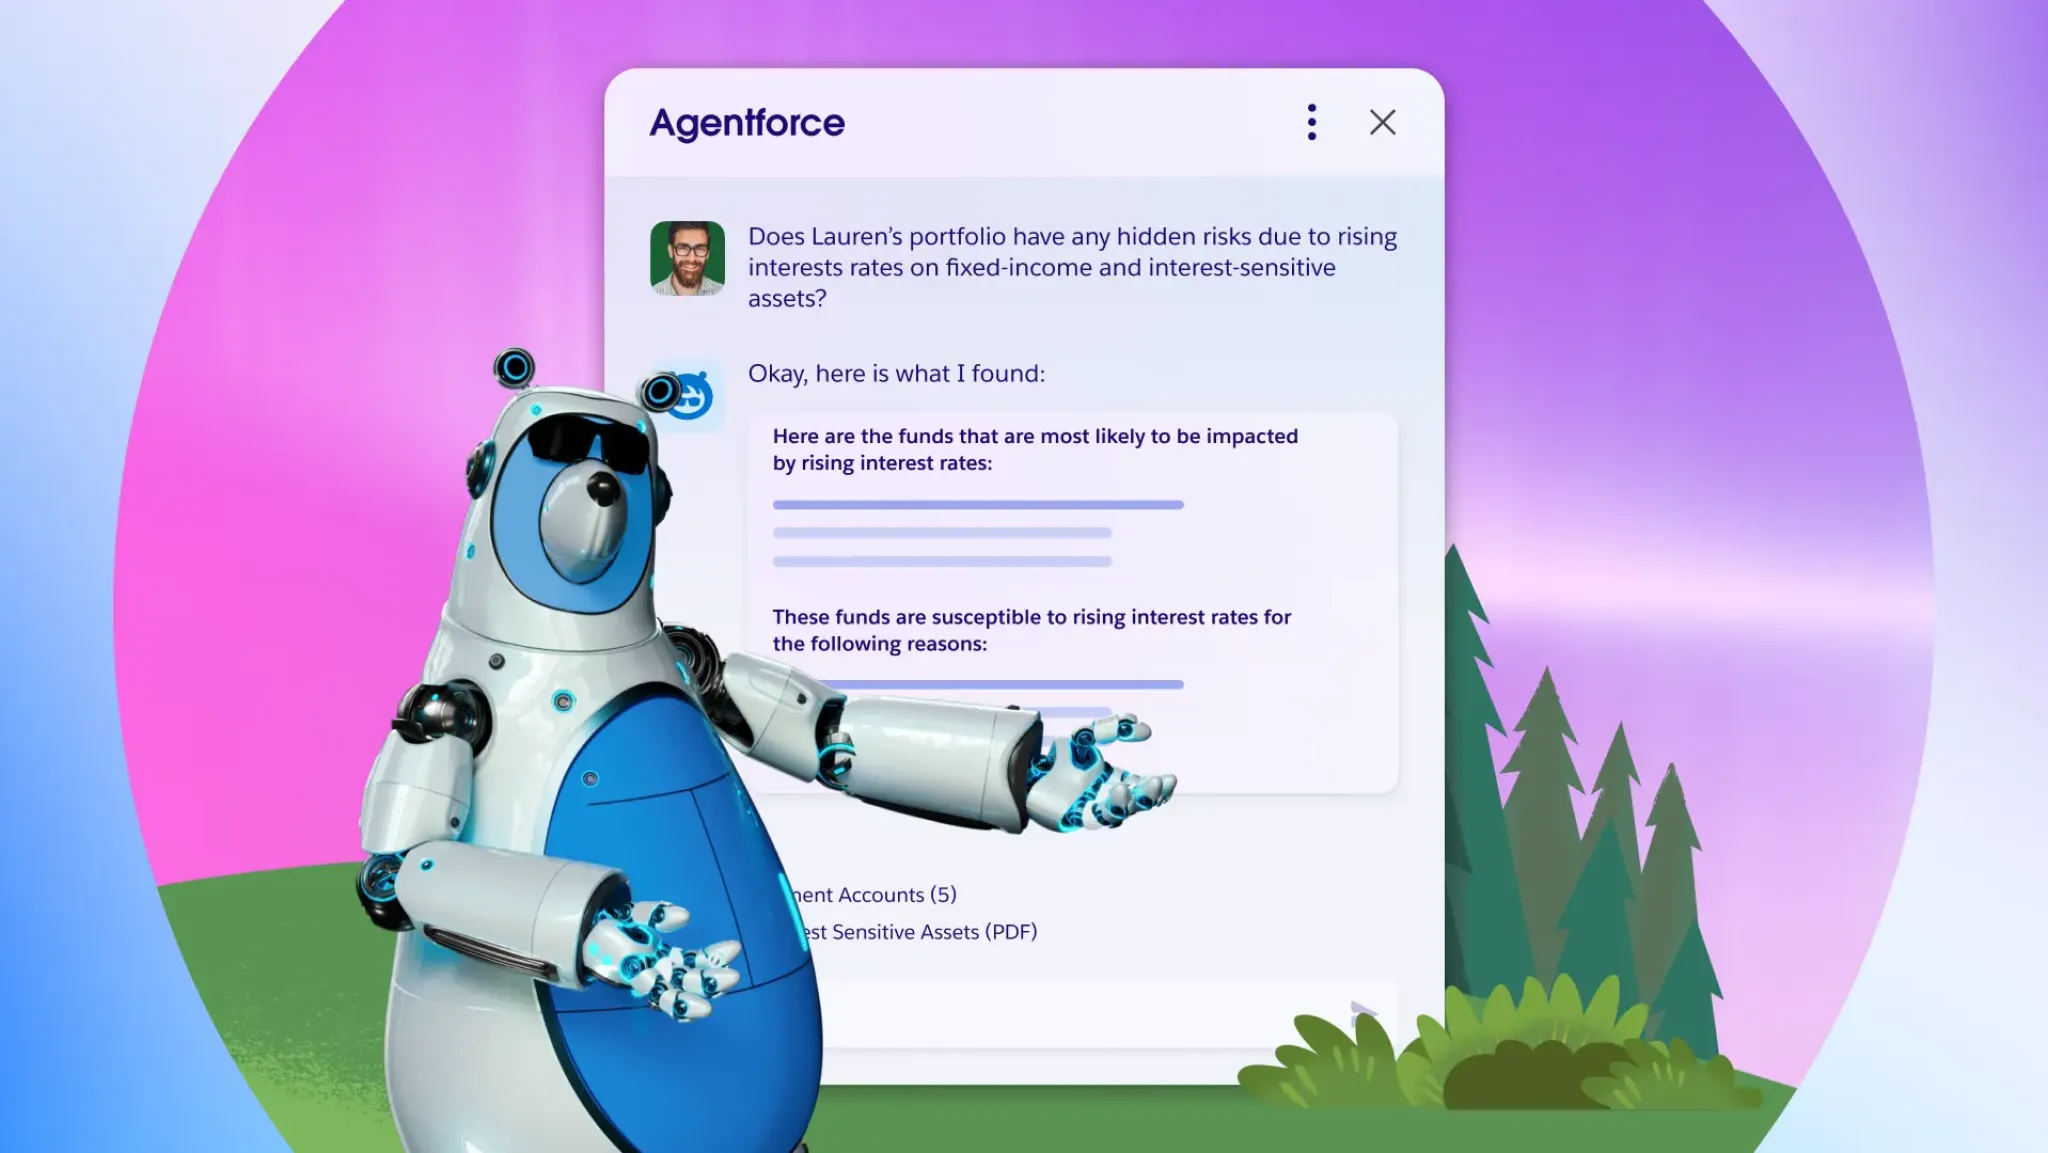 Agentforce
Does Lauren’s portfolio have any hidden risks due to rising
interests rates on fixed-income and interest-sensitive
assets?
Okay, here is what I found:
Here are the funds that are most likely to be impacted
by rising interest rates:
These funds are susceptible to rising interest rates for
the following reasons:
Accounts (5)
Sensitive Assets (PDF)